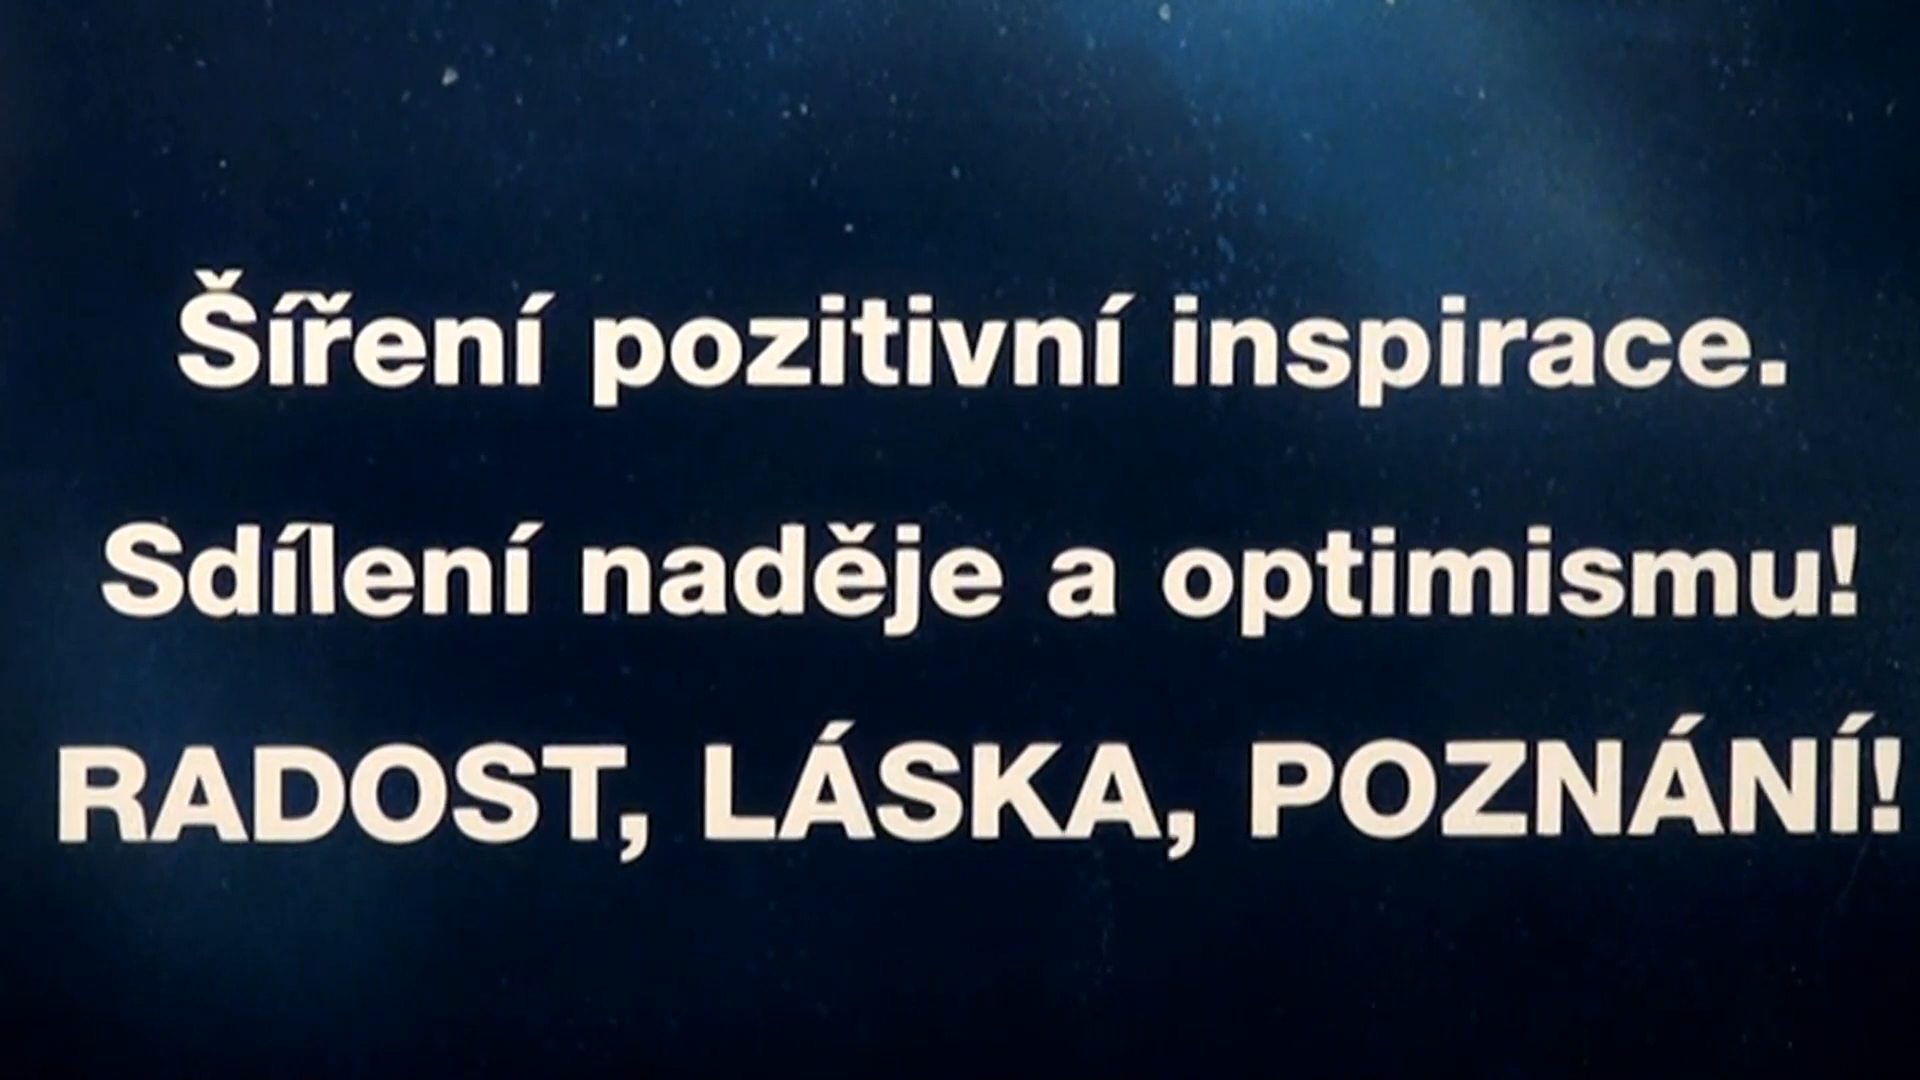 Šíření pozitivní inspirace.
Sdílení naděje a optimismu!
RADOST, LÁSKA, POZNÁNÍ!